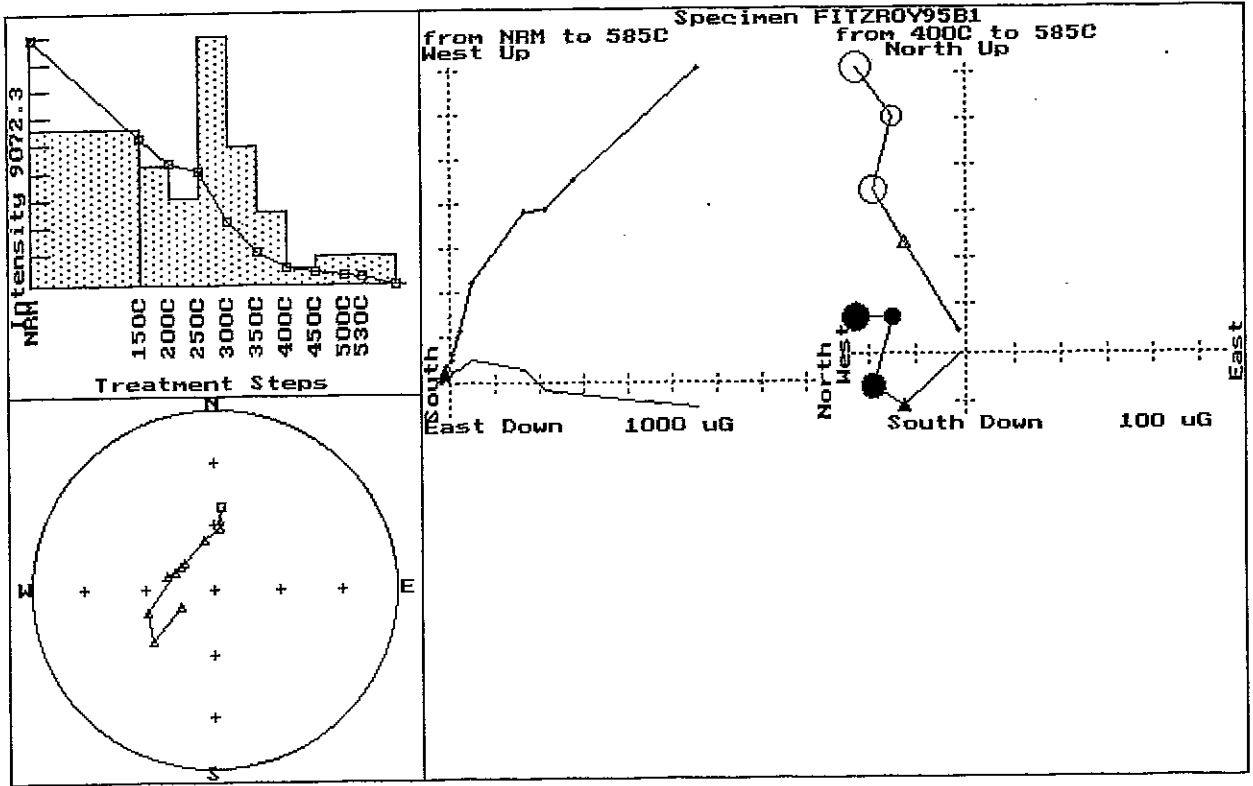 Specimen FITZROY95B1
from NRM to 585C
West Up
from 400C to 585C
North Up
Intensity 9072.3
NRM
150C
200C
250C
300C
350C
400C
450C
500C
530C
Treatment Steps
South
North
East Down
1000 uG
West
East
South Down
100 uG
N
W
E
S